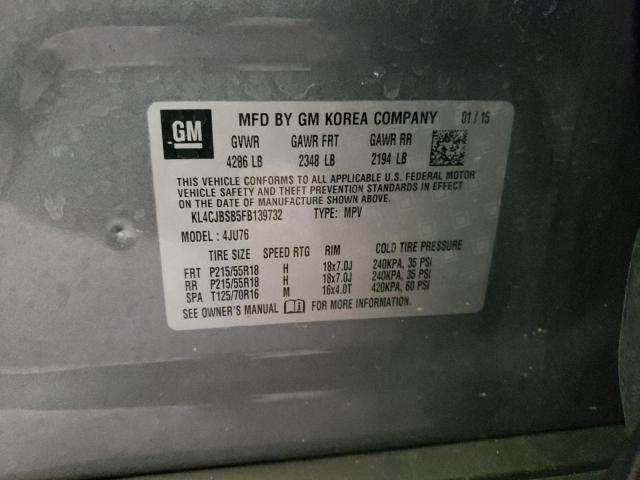 GM MFD BY GM KOREA COMPANY 01/15
GVWR GAWR FRT GAWR RR
4286 LB 2348 LB 2194 LB
THIS VEHICLE CONFORMS TO ALL APPLICABLE U.S. FEDERAL MOTOR
VEHICLE SAFETY AND THEFT PREVENTION STANDARDS IN EFFECT
ON THE DATE OF MANUFACTURE SHOWN ABOVE.
KL4CJBSB5FB139732 TYPE: MPV
MODEL: 4JU76
TIRE SIZE SPEED RTG RIM COLD TIRE PRESSURE
FRT P215/55R18 H 18x7.0J 240KPA, 35 PSI
RR P215/55R18 H 18x7.0J 240KPA, 35 PSI
SPA T125/70R16 M 16x4.0T 420KPA, 60 PSI
SEE OWNER'S MANUAL FOR MORE INFORMATION.